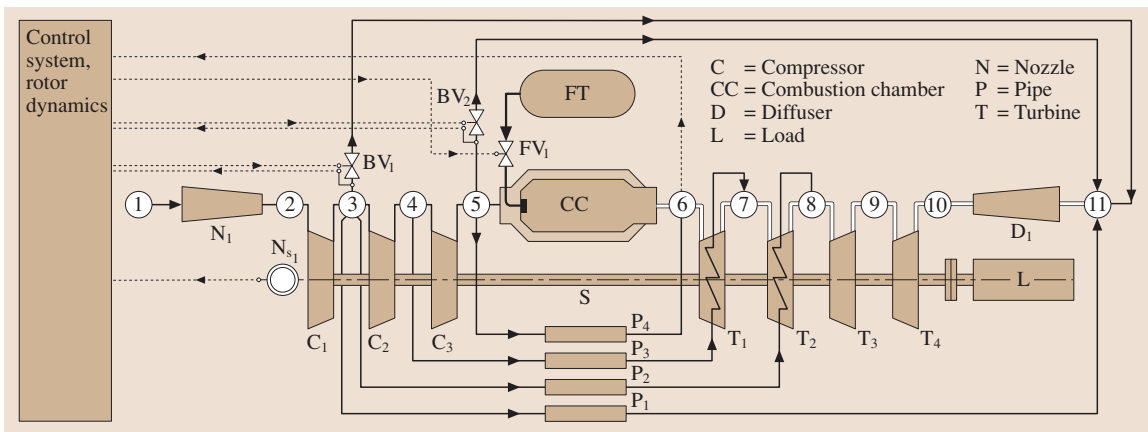 Control
system,
rotor
dynamics
BV2
BV1
FT
FV1
CC
C = Compressor
CC = Combustion chamber
D = Diffuser
L = Load
N = Nozzle
P = Pipe
T = Turbine
1
2
3
4
5
6
7
8
9
10
11
N1
D1
Ns1
S
L
C1
C2
C3
T1
T2
T3
T4
P4
P3
P2
P1